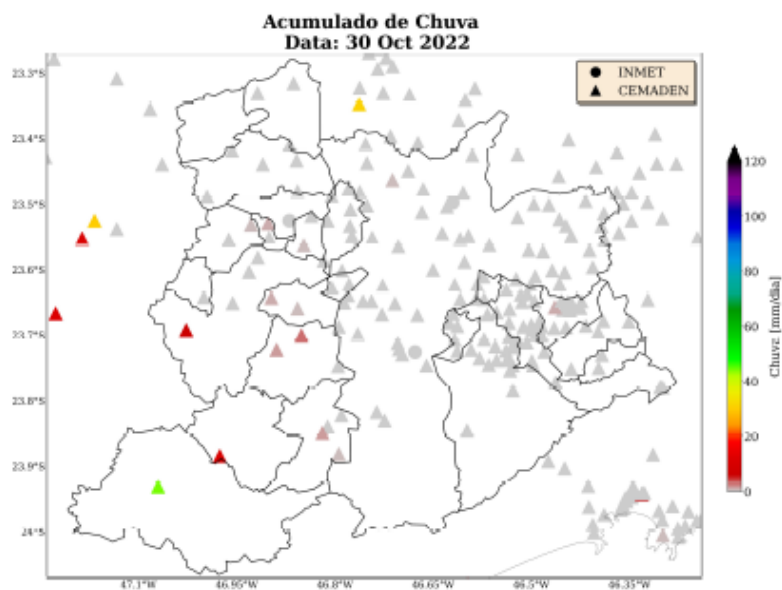 Acumulado de Chuva
Data: 30 Oct 2022
INMET
CEMADEN
23.3°S
23.4°S
23.5°S
23.6°S
23.7°S
23.8°S
23.9°S
24°S
47.1°W
46.95°W
46.8°W
46.65°W
46.5°W
46.35°W
120
100
80
60
40
20
0
Chuva [mm/dia]